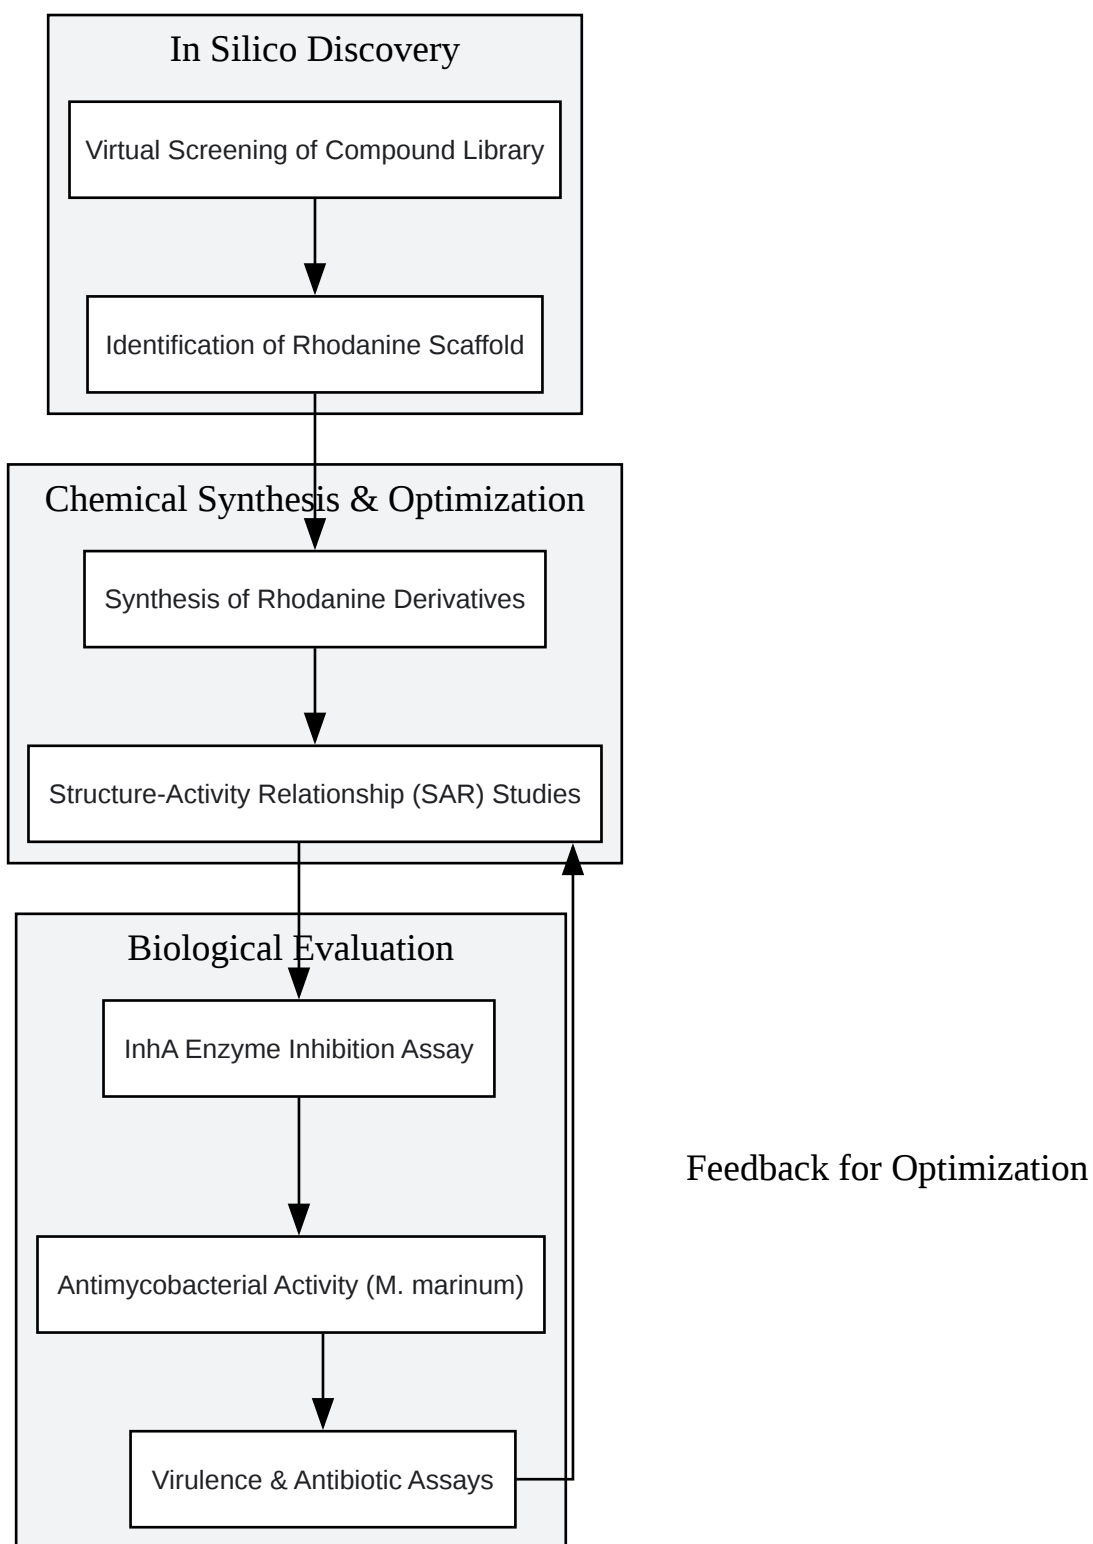 In Silico Discovery
Virtual Screening of Compound Library
Identification of Rhodanine Scaffold
Chemical Synthesis & Optimization
Synthesis of Rhodanine Derivatives
Structure-Activity Relationship (SAR) Studies
Biological Evaluation
InhA Enzyme Inhibition Assay
Feedback for Optimization
Antimycobacterial Activity (M. marinum)
Virulence & Antibiotic Assays